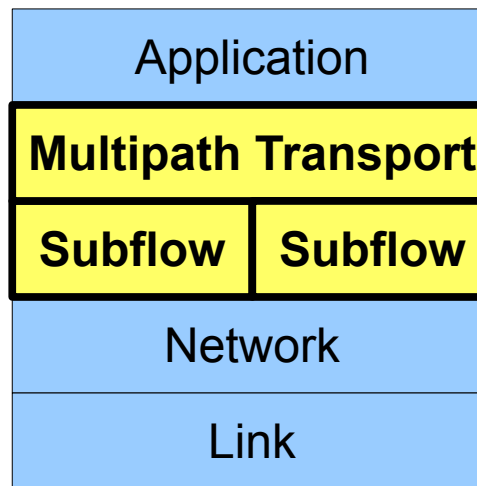 Application
Multipath Transport
Subflow Subflow
Network
Link